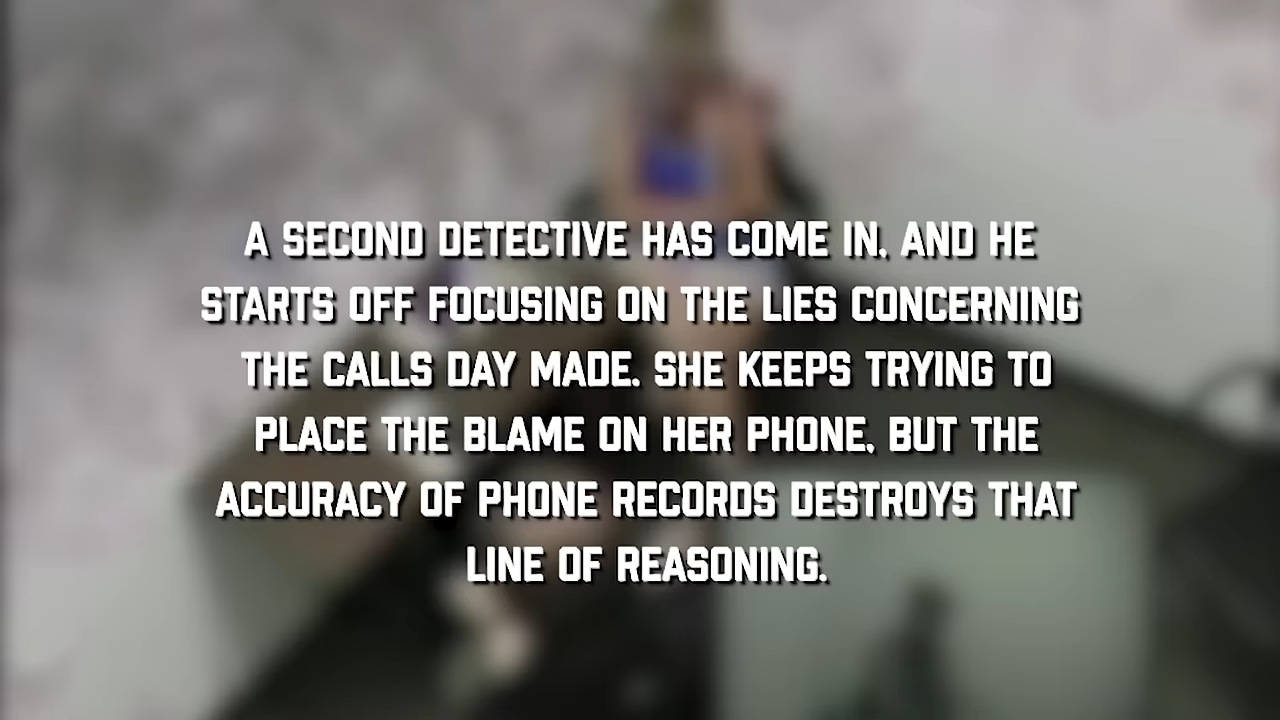 A SECOND DETECTIVE HAS COME IN, AND HE
STARTS OFF FOCUSING ON THE LIES CONCERNING
THE CALLS DAY MADE. SHE KEEPS TRYING TO
PLACE THE BLAME ON HER PHONE, BUT THE
ACCURACY OF PHONE RECORDS DESTROYS THAT
LINE OF REASONING.